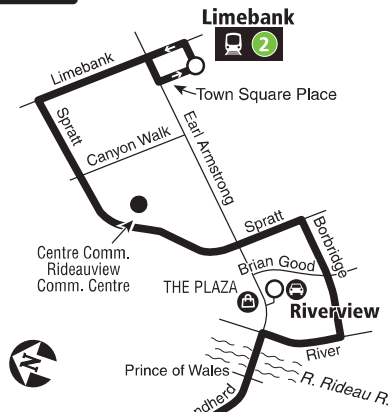 Limebank
2
Limebank
Town Square Place
Spratt
Canyon Walk
Earl Armstrong
Centre Comm.
Rideauview
Comm. Centre
Spratt
Borbridge
Brian Good
THE PLAZA
Riverview
N
River
Prince of Wales
R. Rideau R.
ndherd